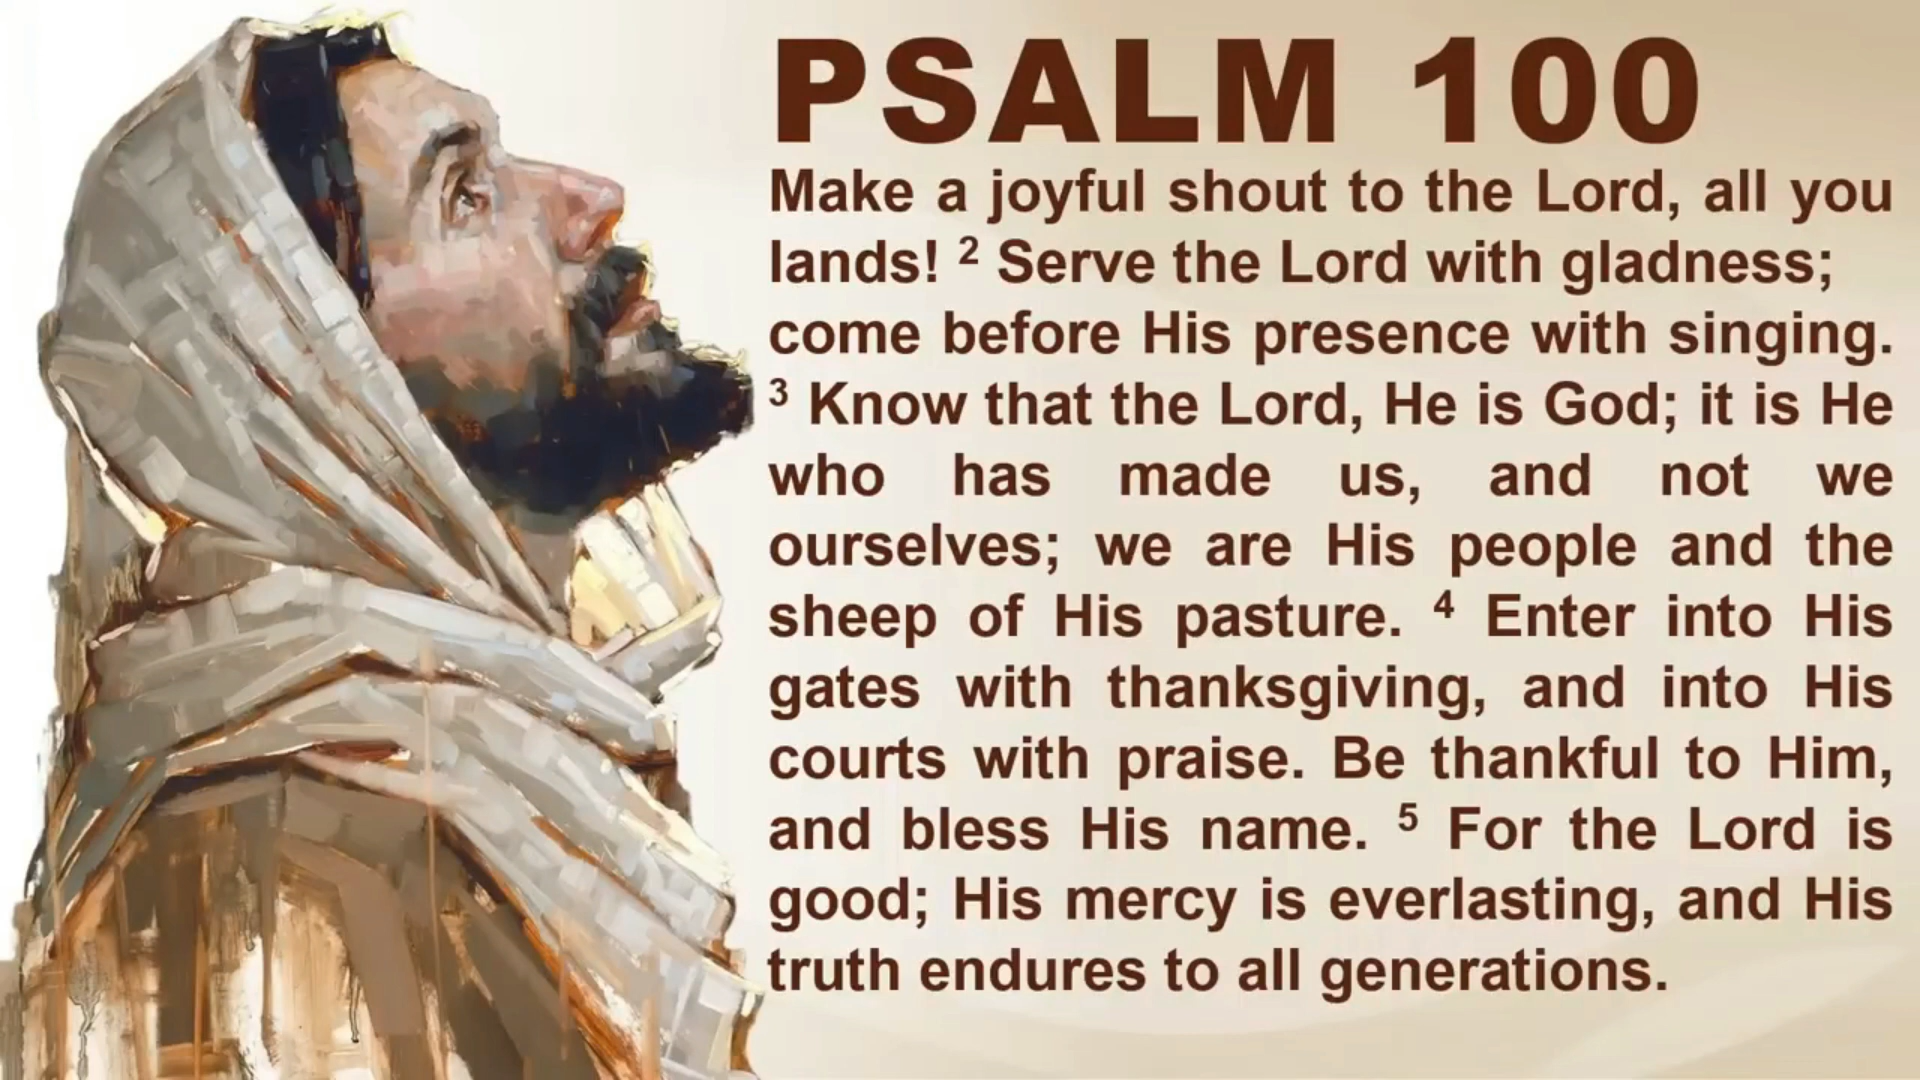 PSALM 100
Make a joyful shout to the Lord, all you
lands! ² Serve the Lord with gladness;
come before His presence with singing.
³ Know that the Lord, He is God; it is He
who has made us, and not we
ourselves; we are His people and the
sheep of His pasture. ⁴ Enter into His
gates with thanksgiving, and into His
courts with praise. Be thankful to Him,
and bless His name. ⁵ For the Lord is
good; His mercy is everlasting, and His
truth endures to all generations.